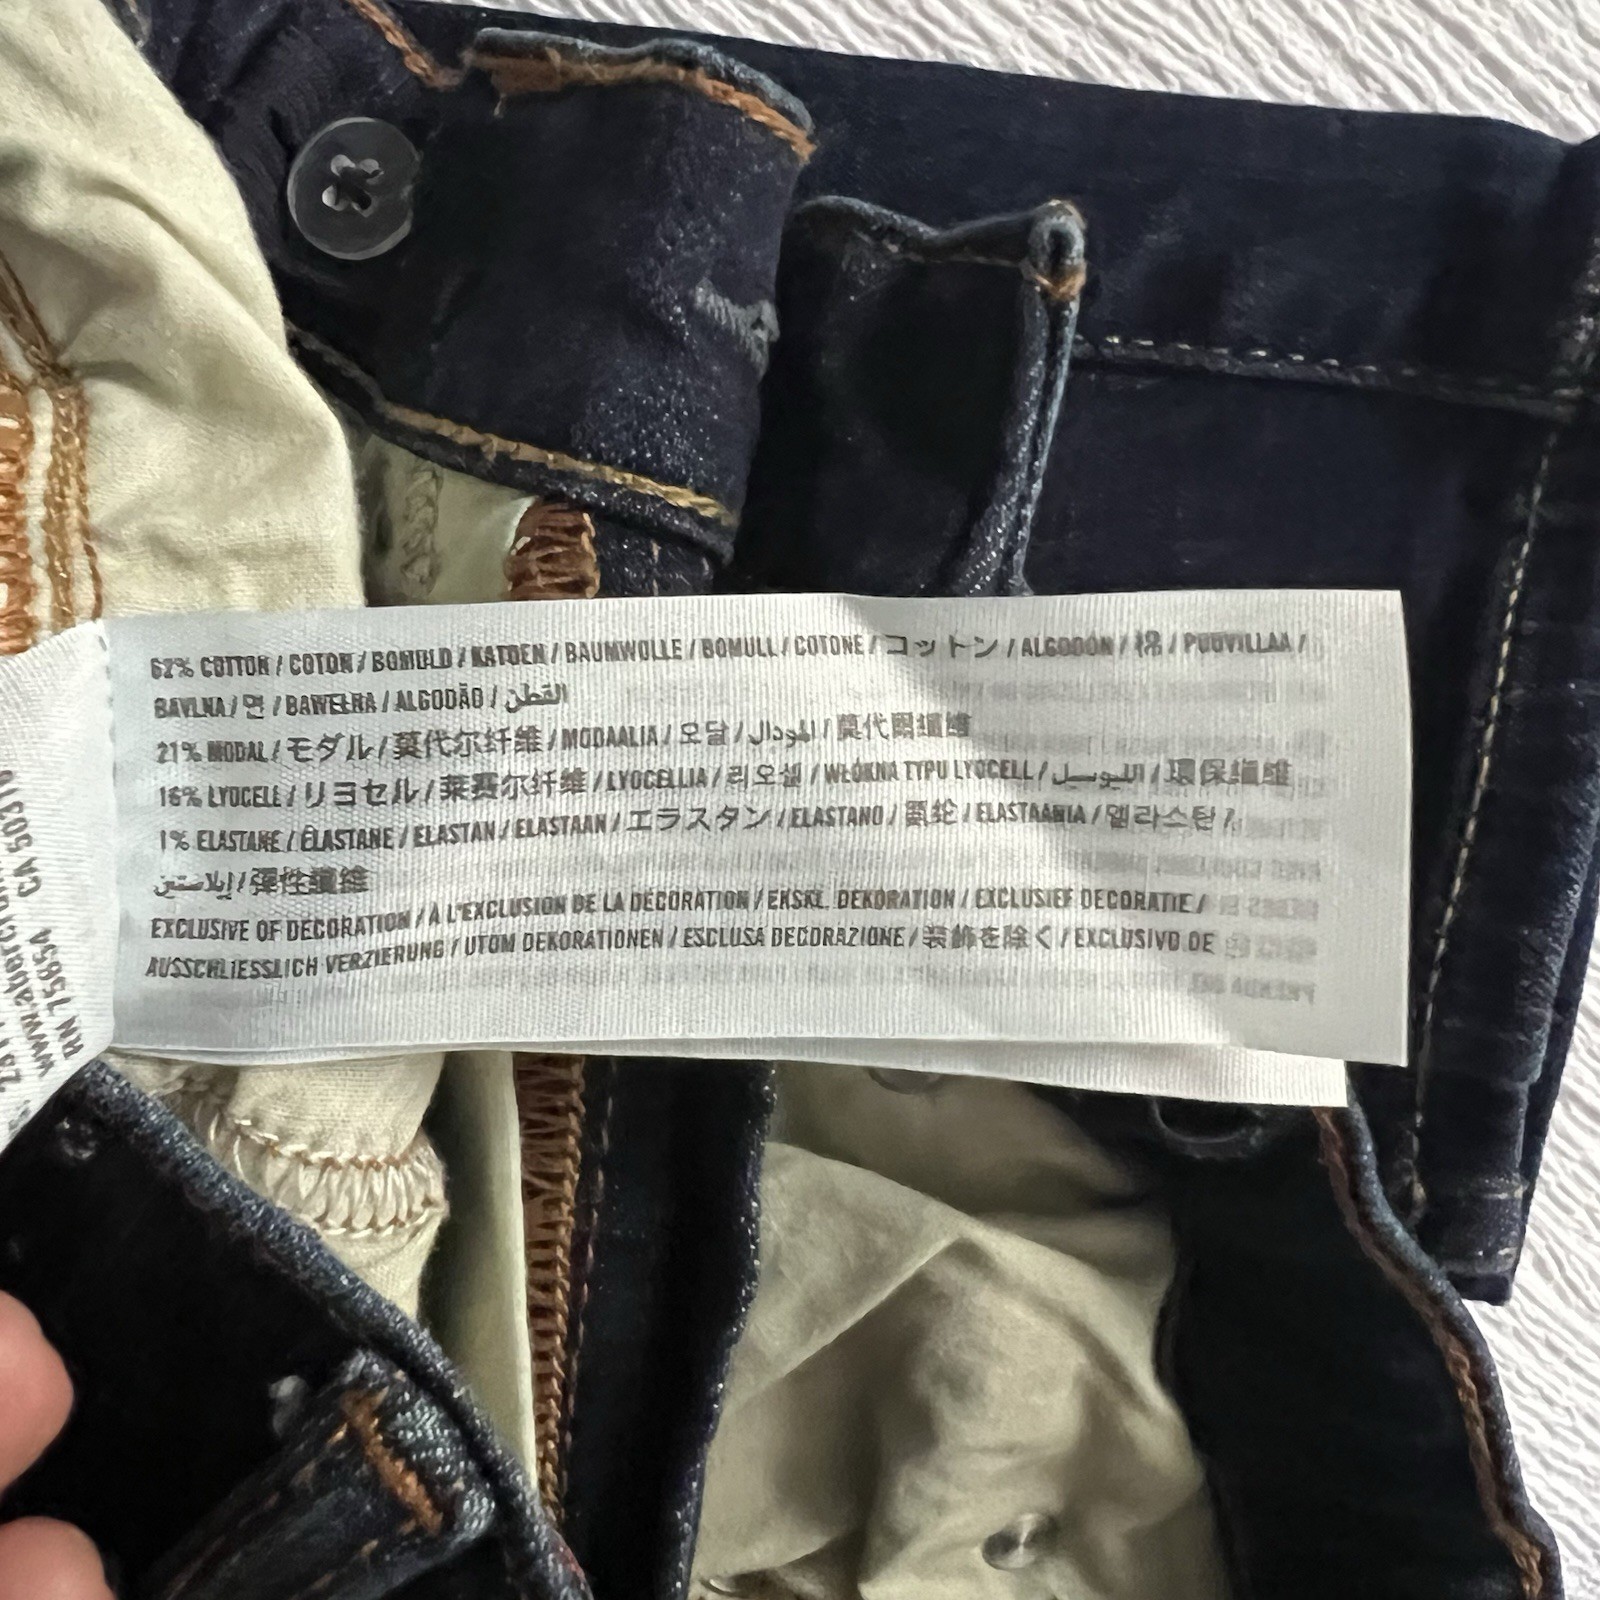 62% COTTON / COTON / BOMULD / KATOEN / BAUMWOLLE / BOMULL / COTONE / コットン / ALGODÓN / 棉 / PUUVILLAA /
BAVLNA / 면 / BAWEŁNA / ALGODÃO / القطن
21% MODAL / モダル / 莫代尔纤维 / MODAALIA / 모달 / المودال / 莫代爾纖維
16% LYOCELL / リヨセル / 莱赛尔纤维 / LYOCELLIA / 리오셀 / WŁÓKNA TYPU LYOCELL / الليوسيل / 環保纖維
1% ELASTANE / ÉLASTANE / ELASTAN / ELASTAAN / エラスタン / ELASTANO / 氨纶 / ELASTAANIA / 엘라스틴 /
إيلاستين / 彈性纖維
EXCLUSIVE OF DECORATION / À L'EXCLUSION DE LA DÉCORATION / EKSKL. DEKORATION / EXCLUSIEF DECORATIE /
AUSSCHLIESSLICH VERZIERUNG / UTOM DEKORATIONEN / ESCLUSA DECORAZIONE / 装飾を除く / EXCLUSIVO DE
CA 50310
RN 75654